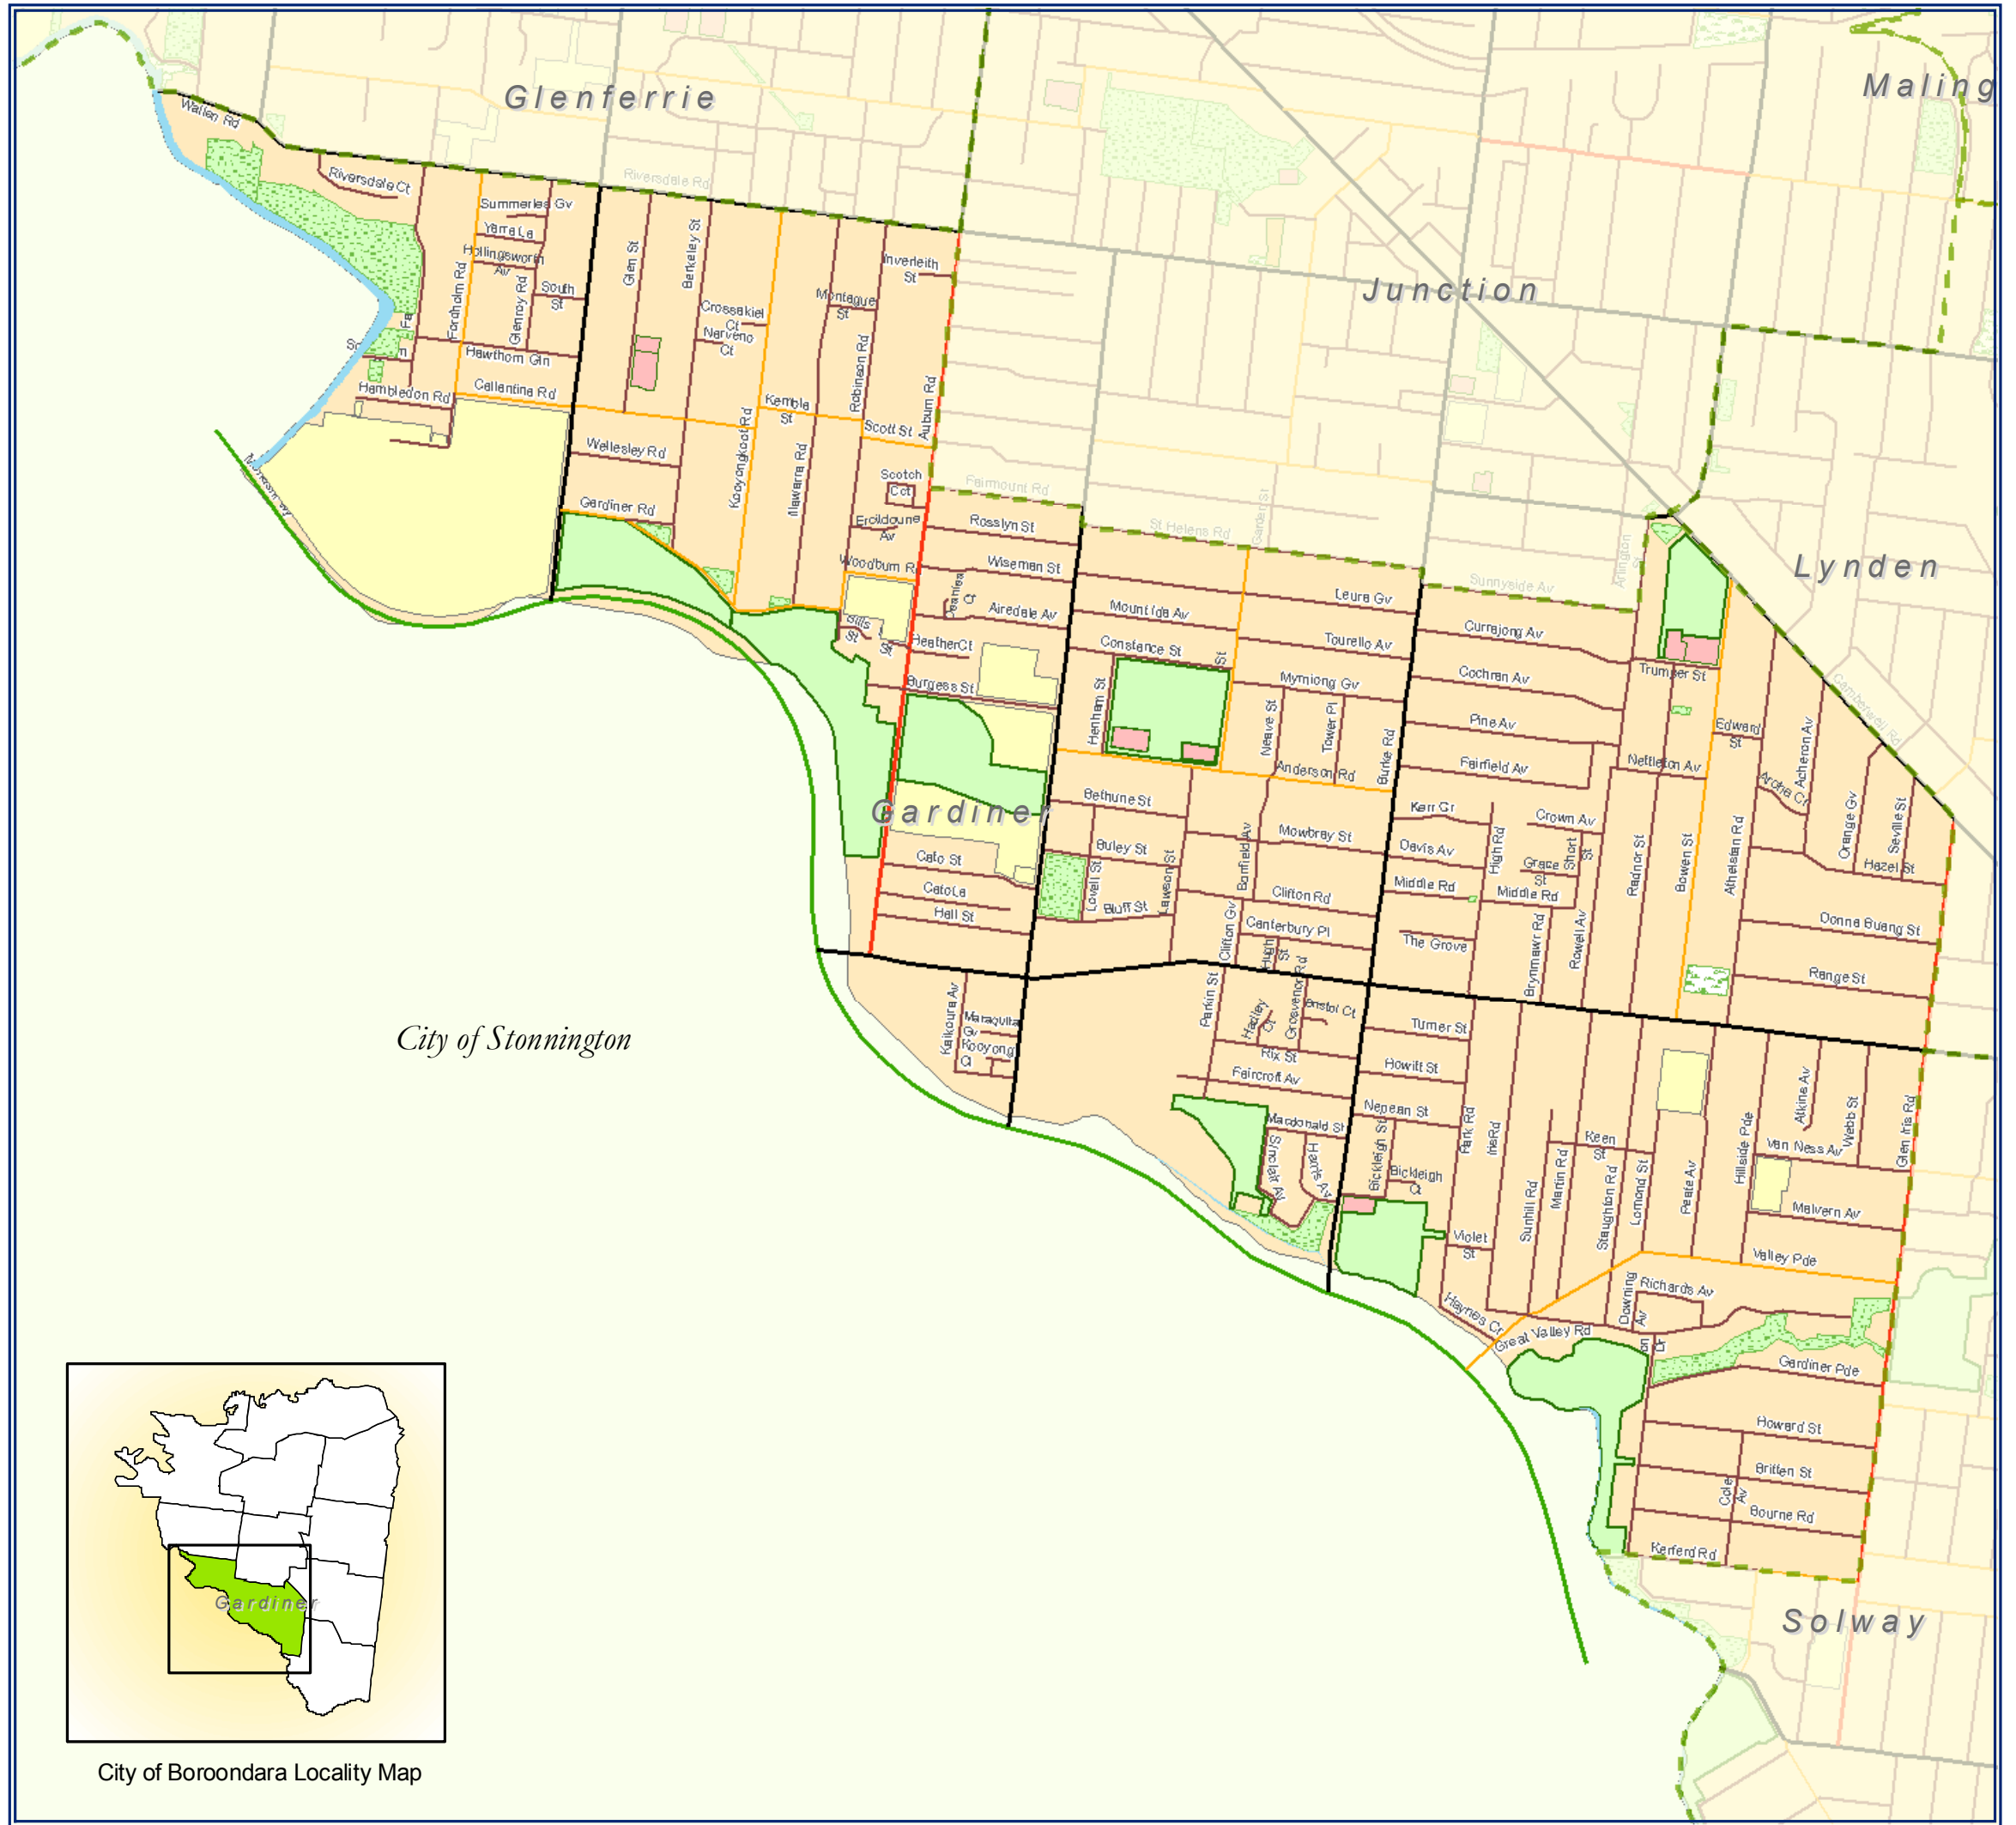 Glenferrie
Maling
Wallen Rd
Riversdale Rd
Riversdale Ct
Summerlea Gv
Yarra La
Hollingsworth
Av
Fordholm Rd
Glenroy Rd
South
St
Hawthorn Gln
Hambledon Rd
Callantina Rd
Glen St
Berkeley St
Crossakiel
Ct
Narveno
Ct
Montague
St
Inverleith
St
Robinson Rd
Auburn Rd
Kembla
St
Scott St
Kooyongkoot Rd
Illawarra Rd
Wellesley Rd
Gardiner Rd
Scotch
Cct
Ercildoune
Av
Woodburn R
Junction
Lynden
Fairmount Rd
St Helens Rd
Garden St
Sunnyside Av
Arlington
Camberwell Rd
Rosslyn St
Wiseman St
Airedale Av
Heather Ct
Burgess St
Leura Gv
Mount Ida Av
Tourello Av
Constance St
St
Mymiong Gv
Henham St
Neave St
Tower Pl
Burke Rd
Anderson Rd
Currajong Av
Cochran Av
Pine Av
Fairfield Av
Trumper St
Edward
St
Nettleton Av
Acheron Av
Orange Gv
Seville St
Hazel St
Gardiner
Bethune St
Mowbray St
Kerr Cr
Crown Av
Davis Av
High Rd
Grace
St
Short
St
Radnor St
Bowen St
Athelstan Rd
Cato St
Cato La
Hall St
Buley St
Lovell St
Bluff St
Lawson St
Bonfield Av
Clifton Rd
Clifton Gv
Canterbury Pl
Hugh
St
Middle Rd
Middle Rd
The Grove
Brynmawr Rd
Rowell Av
Donna Buang St
Range St
City of Stonnington
Kaikoura Av
Maraquita
Gv
Kooyong
Ct
Parkin St
Hadley
Ct
Grosvenor Rd
Rix St
Faircroft Av
Turner St
Howitt St
Nepean St
Park Rd
Iris Rd
Macdonald St
Sinclair Av
Harris Av
Bickleigh St
Bickleigh
Ct
Violet
St
Sunhill Rd
Martin Rd
Keen
St
Staughton Rd
Lomond St
Peate Av
Hillside Pde
Atkins Av
Webb St
Van Ness Av
Glen Iris Rd
Malvern Av
Valley Pde
Haynes Cr
Great Valley Rd
Downing
Av
Richards Av
Dr
Gardiner Pde
Howard St
Britten St
Cole
Av
Bourne Rd
Kerferd Rd
Solway
Gardiner
City of Boroondara Locality Map